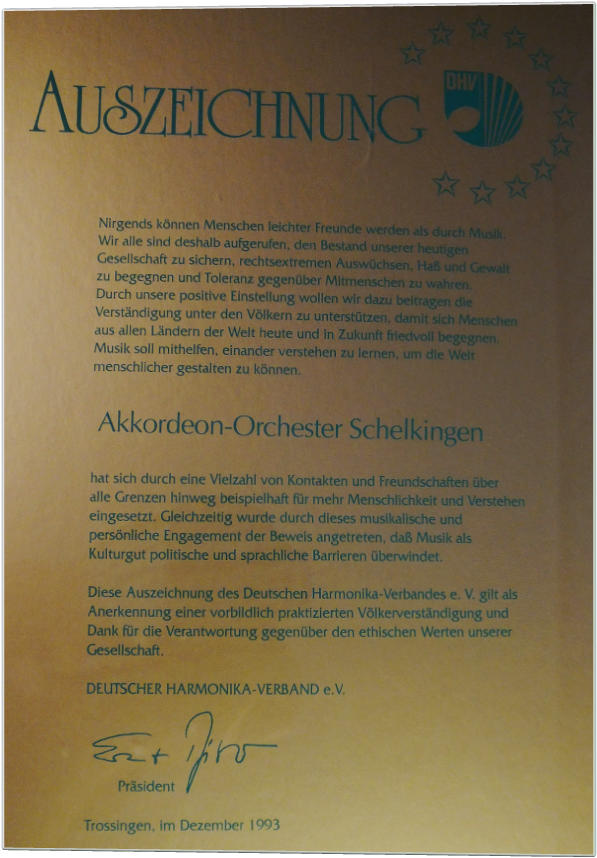 AUSZEICHNUNG
DHV
Nirgends können Menschen leichter Freunde werden als durch Musik.
Wir alle sind deshalb aufgerufen, den Bestand unserer heutigen
Gesellschaft zu sichern, rechtsextremen Auswüchsen, Haß und Gewalt
zu begegnen und Toleranz gegenüber Mitmenschen zu wahren.
Durch unsere positive Einstellung wollen wir dazu beitragen die
Verständigung unter den Völkern zu unterstützen, damit sich Menschen
aus allen Ländern der Welt heute und in Zukunft friedvoll begegnen.
Musik soll mithelfen, einander verstehen zu lernen, um die Welt
menschlicher gestalten zu können.
Akkordeon-Orchester Schelkingen
hat sich durch eine Vielzahl von Kontakten und Freundschaften über
alle Grenzen hinweg beispielhaft für mehr Menschlichkeit und Verstehen
eingesetzt. Gleichzeitig wurde durch dieses musikalische und
persönliche Engagement der Beweis angetreten, daß Musik als
Kulturgut politische und sprachliche Barrieren überwindet.
Diese Auszeichnung des Deutschen Harmonika-Verbandes e. V. gilt als
Anerkennung einer vorbildlich praktizierten Völkerverständigung und
Dank für die Verantwortung gegenüber den ethischen Werten unserer
Gesellschaft.
DEUTSCHER HARMONIKA-VERBAND e.V.
Präsident
Trossingen, im Dezember 1993